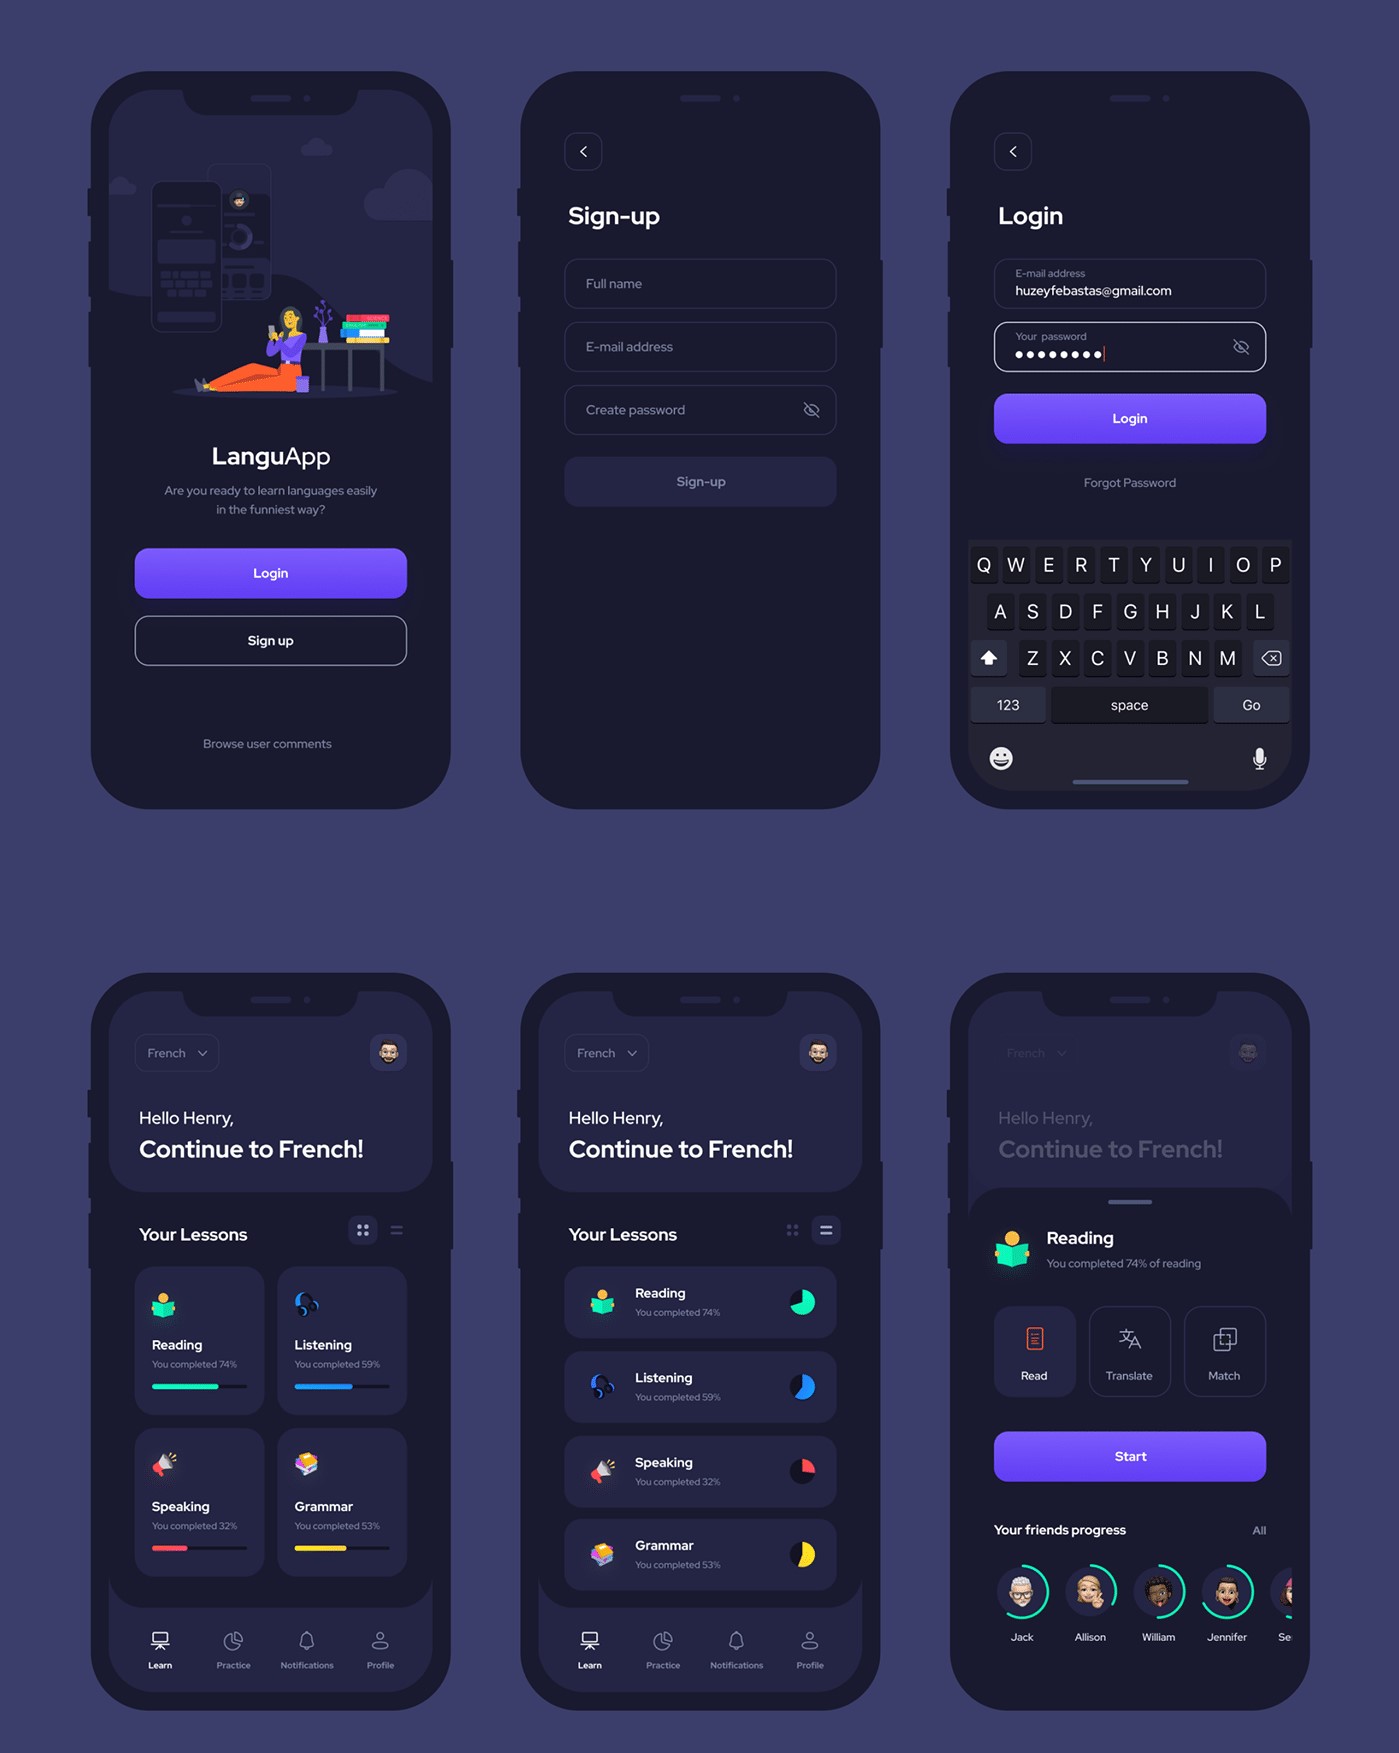 LanguApp
Are you ready to learn languages easily
in the funniest way?
Login
Sign up
Browse user comments
Sign-up
Full name
E-mail address
Create password
Sign-up
Login
E-mail address
huzeyfebastas@gmail.com
Your password
Login
Forgot Password
Q W E R T Y U I O P
A S D F G H J K L
Z X C V B N M
123 space Go
French
Hello Henry,
Continue to French!
Your Lessons
Reading
You completed 74%
Listening
You completed 59%
Speaking
You completed 32%
Grammar
You completed 53%
Learn Practice Notifications Profile
French
Hello Henry,
Continue to French!
Your Lessons
Reading
You completed 74%
Listening
You completed 59%
Speaking
You completed 32%
Grammar
You completed 53%
Learn Practice Notifications Profile
French
Hello Henry,
Continue to French!
Reading
You completed 74% of reading
Read Translate Match
Start
Your friends progress All
Jack Allison William Jennifer Se